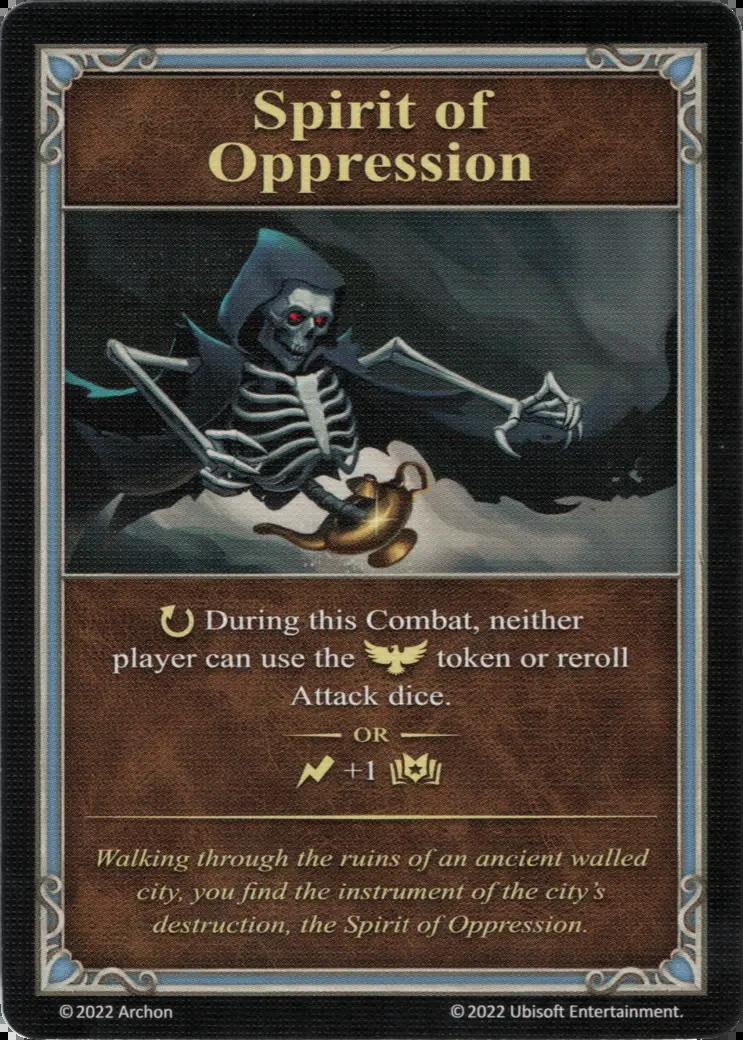 Spirit of
Oppression
During this Combat, neither
player can use the token or reroll
Attack dice.
OR
+1
Walking through the ruins of an ancient walled
city, you find the instrument of the city's
destruction, the Spirit of Oppression.
© 2022 Archon
© 2022 Ubisoft Entertainment.